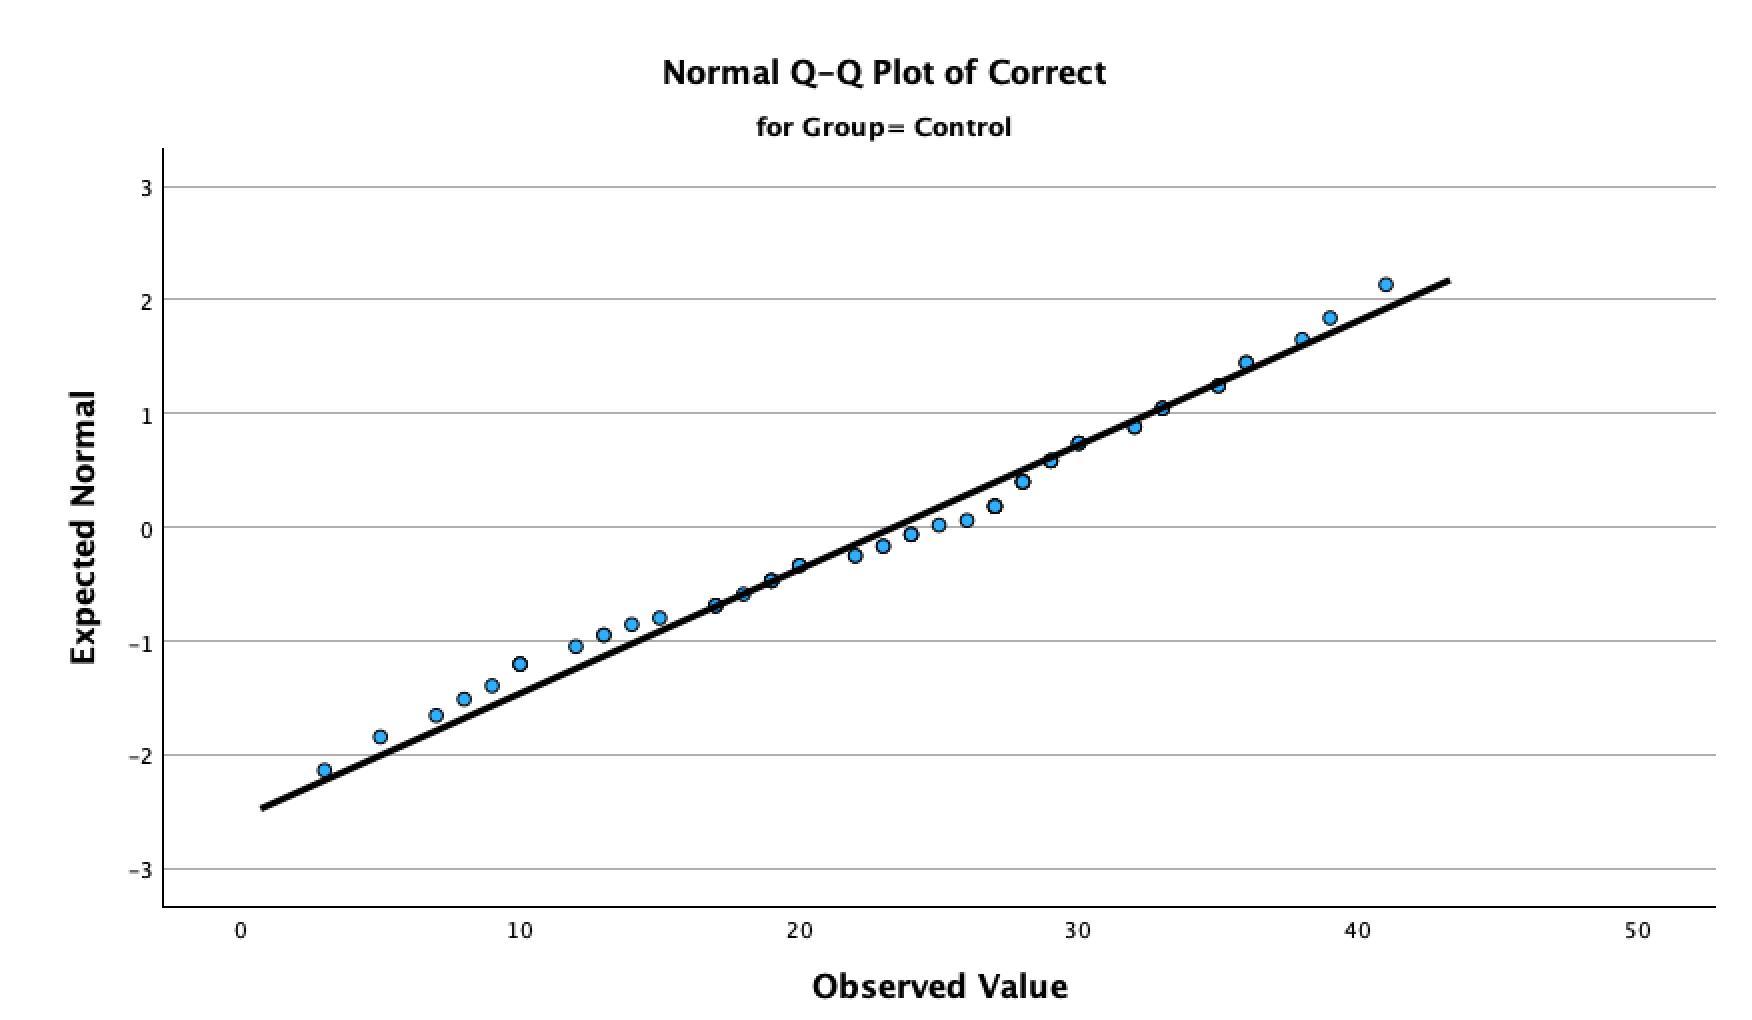 Normal Q-Q Plot of Correct
for Group= Control
Expected Normal
3
2
1
0
-1
-2
-3
0 10 20 30 40 50
Observed Value